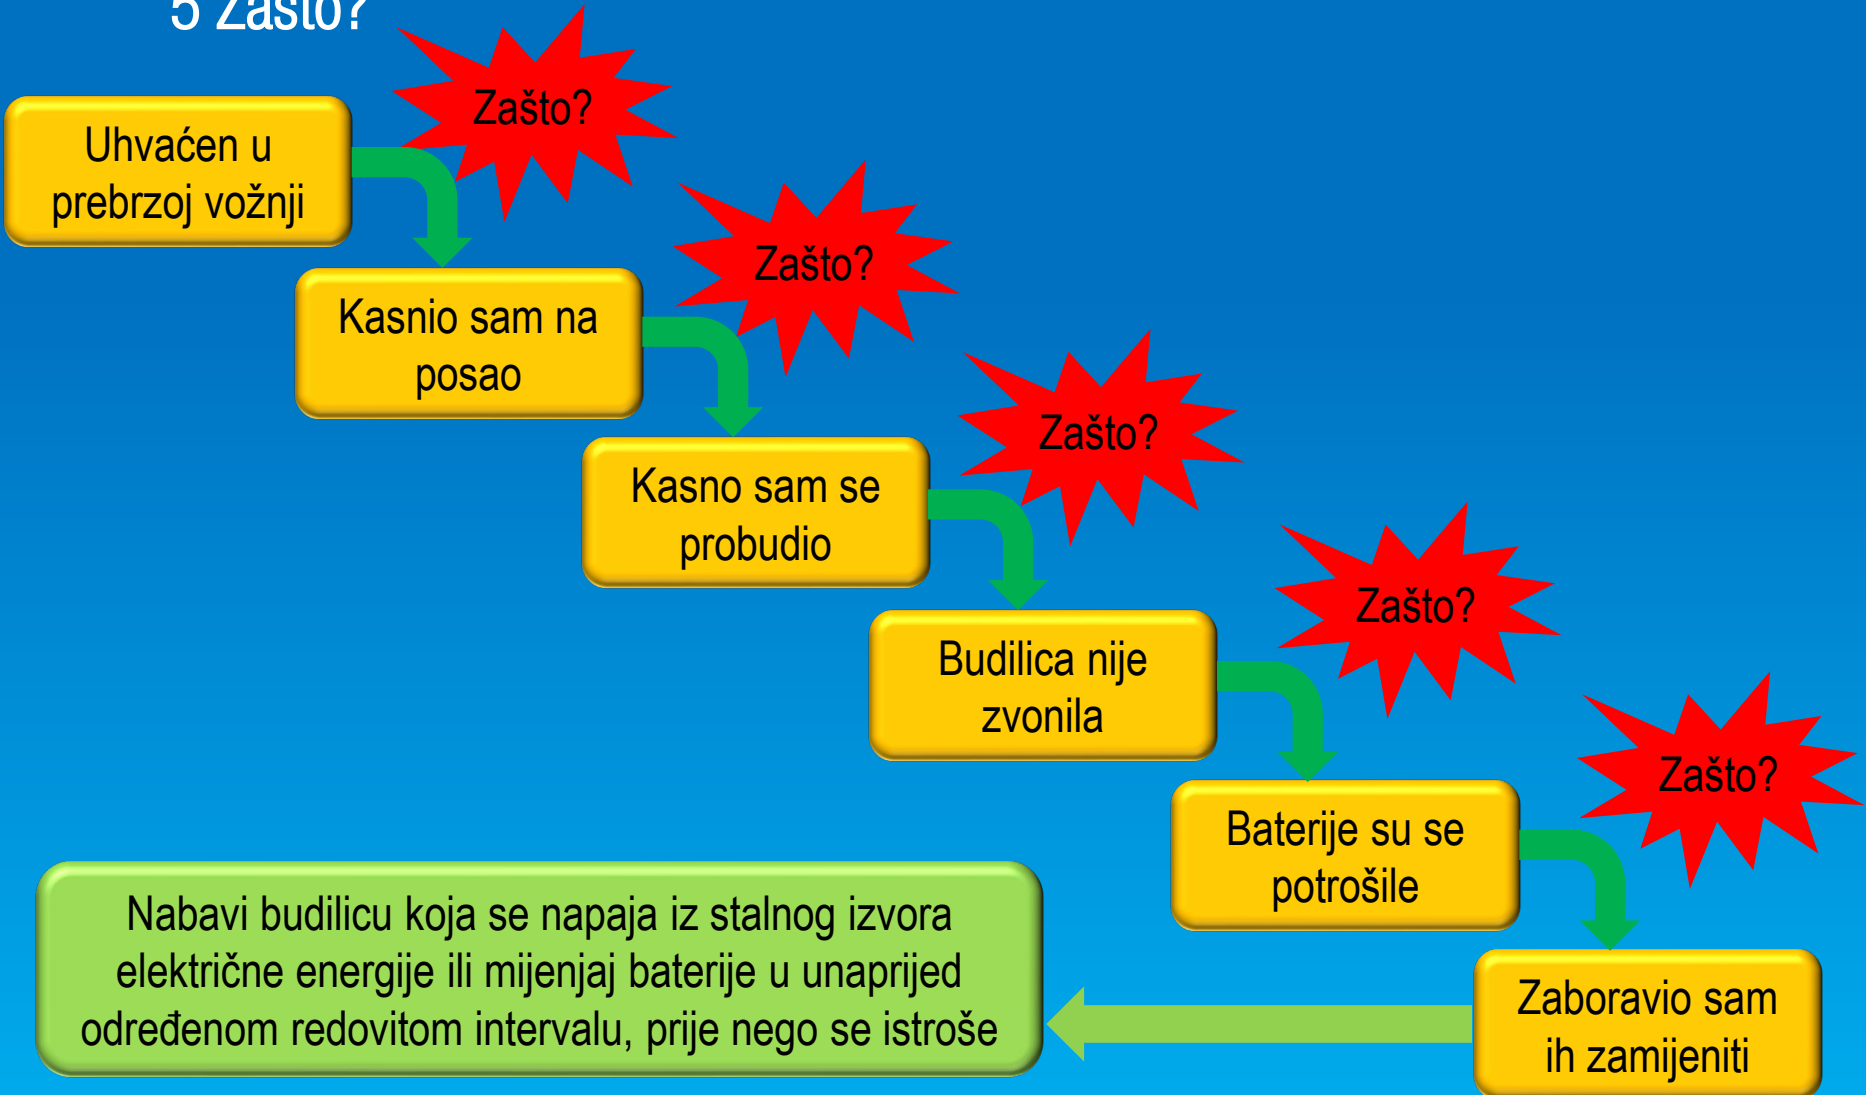 5 Zašto?
Zašto?
Uhvaćen u
prebrzoj vožnji
Zašto?
Kasnio sam na
posao
Zašto?
Kasno sam se
probudio
Zašto?
Budilica nije
zvonila
Zašto?
Baterije su se
potrošile
Zaboravio sam
ih zamijeniti
Nabavi budilicu koja se napaja iz stalnog izvora
električne energije ili mijenjaj baterije u unaprijed
određenom redovitom intervalu, prije nego se istroše